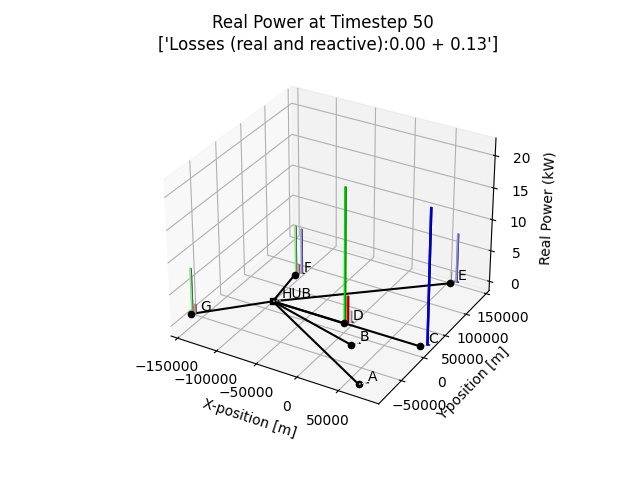 Real Power at Timestep 50
['Losses (real and reactive):0.00 + 0.13']
20
15
10
5
0
Real Power (kW)
F
E
HUB
G
D
C
B
A
150000
100000
50000
0
−50000
Y-position [m]
−150000
−100000
−50000
0
50000
X-position [m]